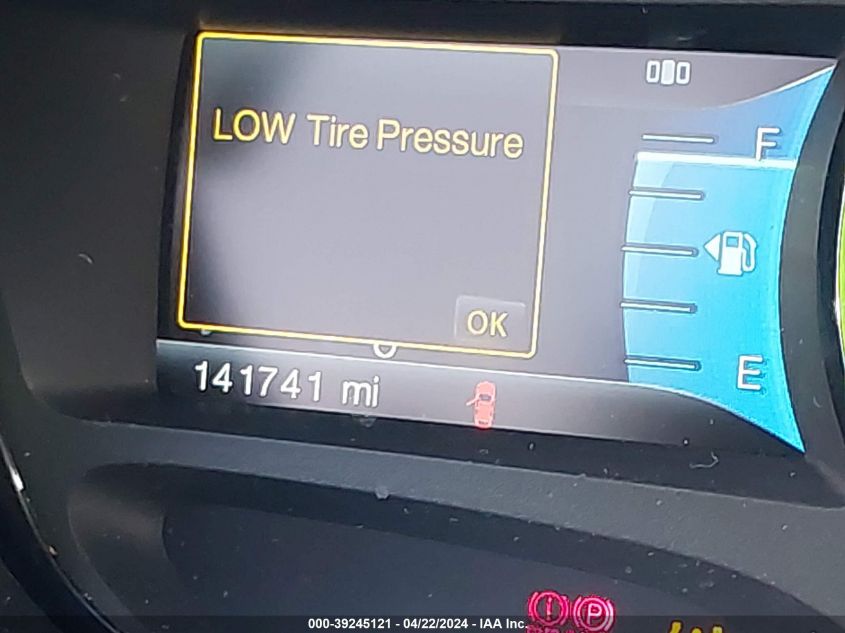 LOW Tire Pressure
F
OK
E
141741 mi
P
000-39245121 - 04/22/2024 - IAA Inc.